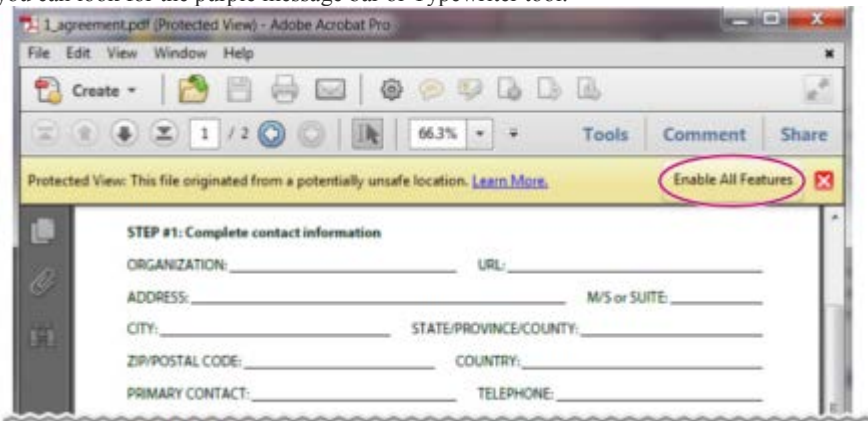 you can look for the purple message bar or Typewriter tool.
1_agreement.pdf (Protected View) - Adobe Acrobat Pro
File Edit View Window Help
Create
1 / 2 66.3% Tools Comment Share
Protected View: This file originated from a potentially unsafe location. Learn More. Enable All Features
STEP #1: Complete contact information
ORGANIZATION: URL:
ADDRESS: M/S or SUITE:
CITY: STATE/PROVINCE/COUNTY:
ZIP/POSTAL CODE: COUNTRY:
PRIMARY CONTACT: TELEPHONE: